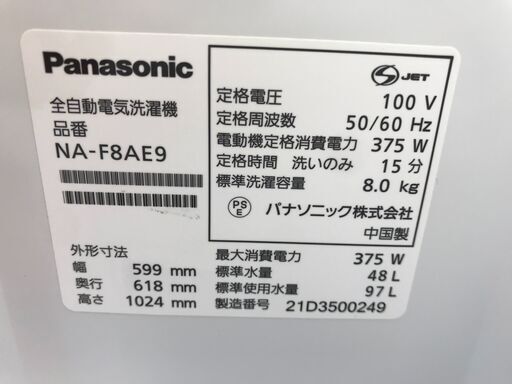 Panasonic
全自動電気洗濯機
品番
NA-F8AE9
外形寸法
幅 599 mm
奥行 618 mm
高さ 1024 mm
S JET
定格電圧 100 V
定格周波数 50/60 Hz
電動機定格消費電力 375 W
定格時間 洗いのみ 15 分
標準洗濯容量 8.0 kg
PS E パナソニック株式会社
中国製
最大消費電力 375 W
標準水量 48 L
標準使用水量 97 L
製造番号 21D3500249